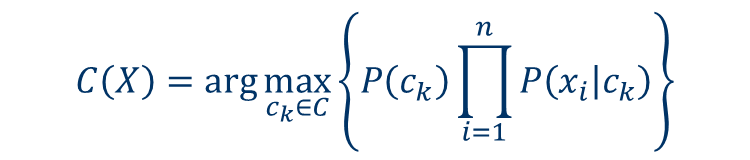 C(X) = arg max_{c_k∈C} { P(c_k) ∏_{i=1}^{n} P(x_i|c_k) }